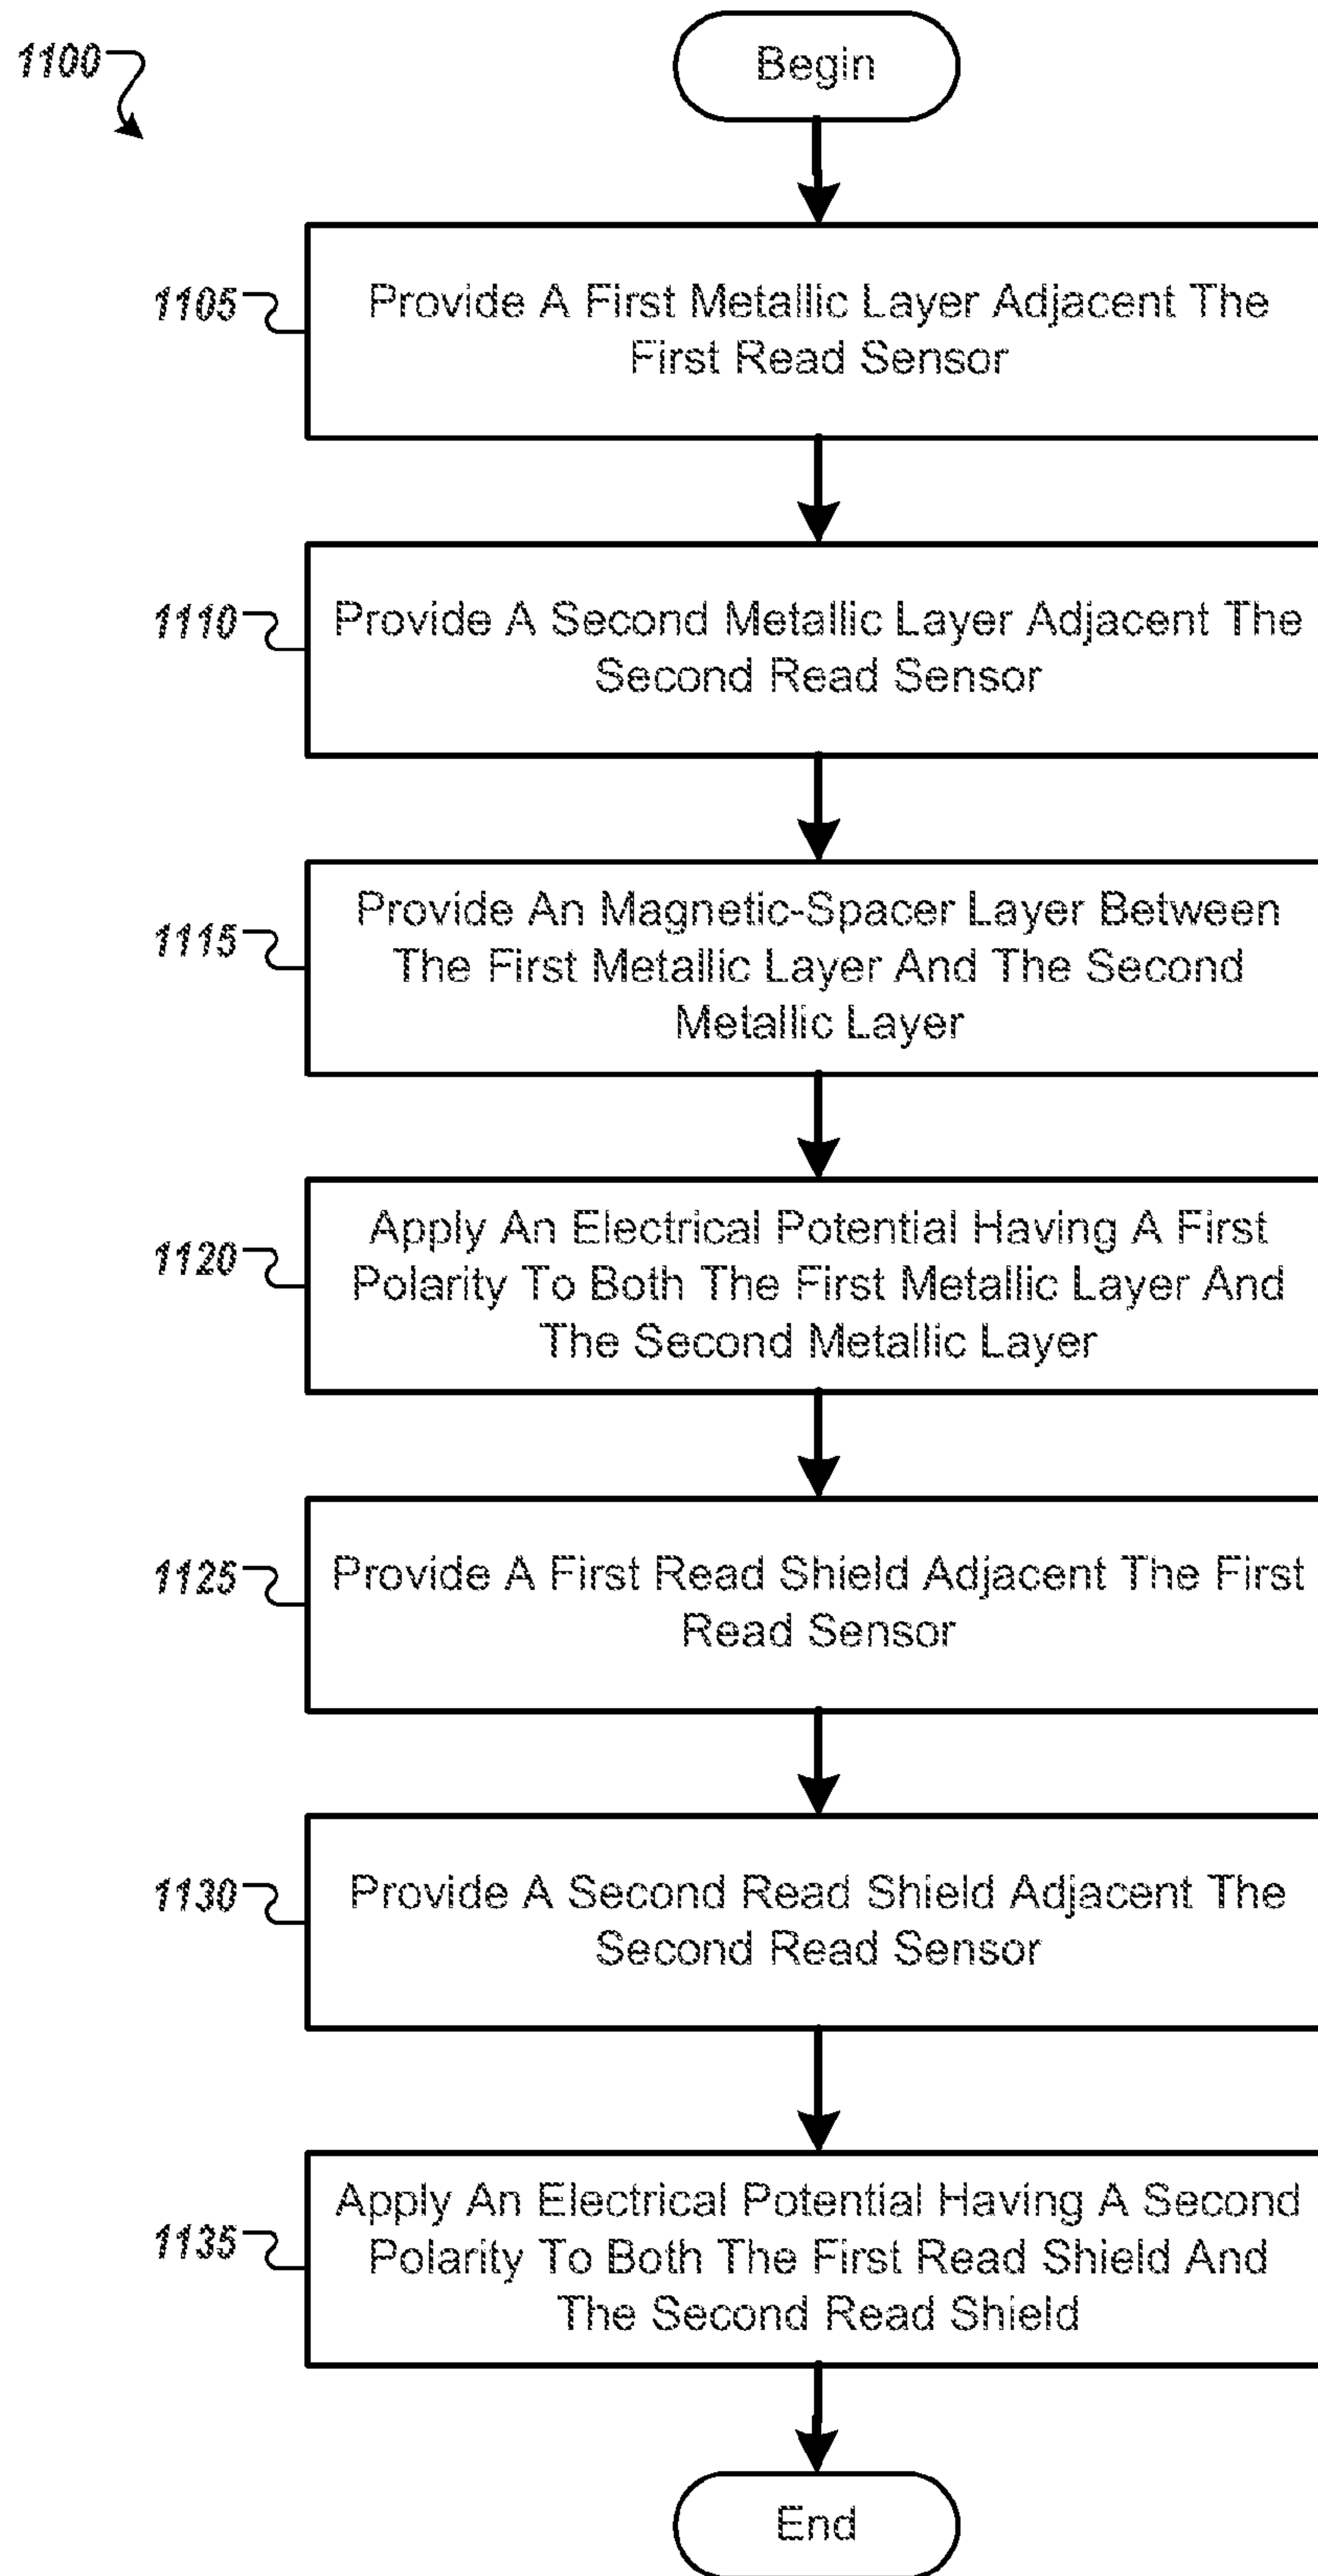 1100
Begin
1105
Provide A First Metallic Layer Adjacent The
First Read Sensor
1110
Provide A Second Metallic Layer Adjacent The
Second Read Sensor
1115
Provide An Magnetic-Spacer Layer Between
The First Metallic Layer And The Second
Metallic Layer
1120
Apply An Electrical Potential Having A First
Polarity To Both The First Metallic Layer And
The Second Metallic Layer
1125
Provide A First Read Shield Adjacent The First
Read Sensor
1130
Provide A Second Read Shield Adjacent The
Second Read Sensor
1135
Apply An Electrical Potential Having A Second
Polarity To Both The First Read Shield And
The Second Read Shield
End